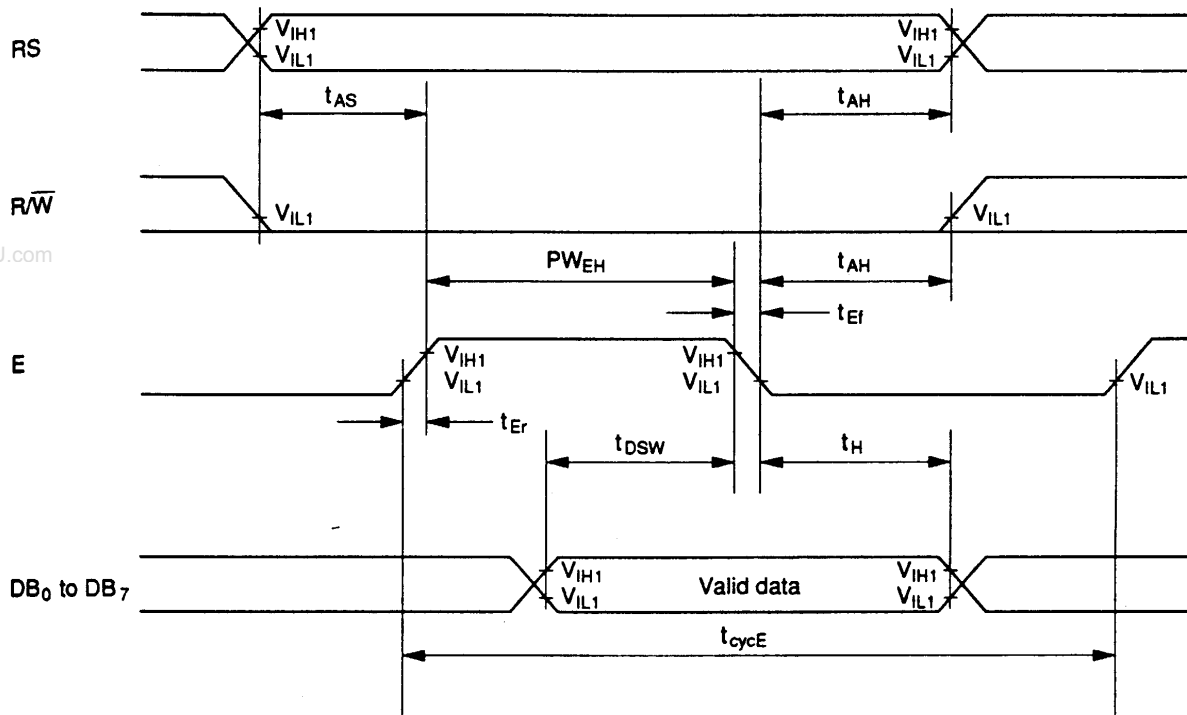 RS
V_IH1
V_IL1
V_IH1
V_IL1
t_AS
t_AH
R/W̅
V_IL1
V_IL1
J.com
PW_EH
t_AH
t_Ef
E
V_IH1
V_IL1
V_IH1
V_IL1
V_IL1
t_Er
t_DSW
t_H
DB₀ to DB₇
V_IH1
V_IL1
Valid data
V_IH1
V_IL1
t_cycE